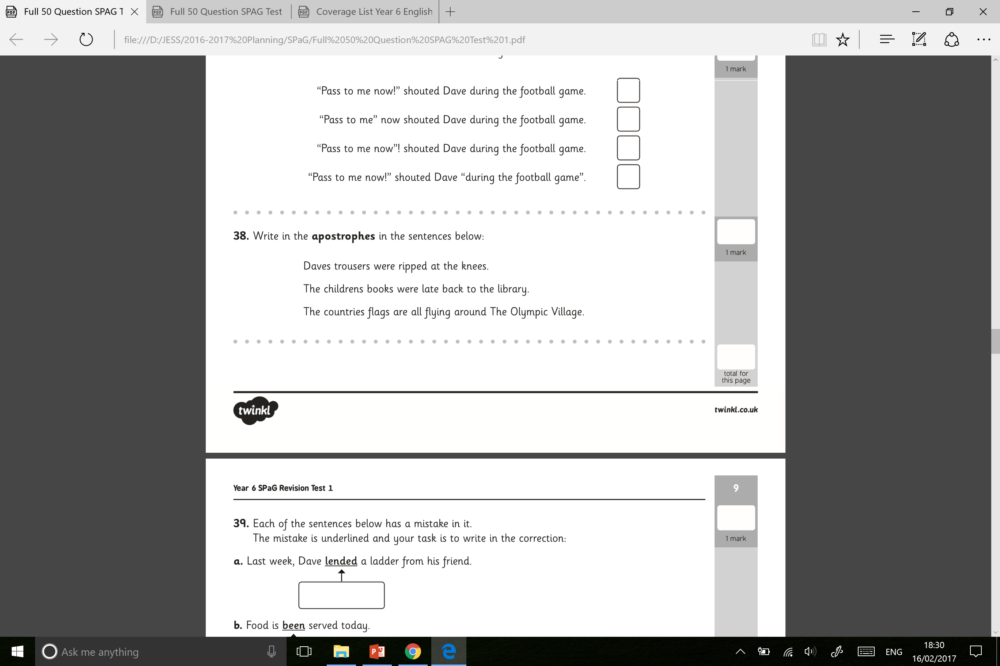 Full 50 Question SPAG T
Full 50 Question SPAG Test
Coverage List Year 6 English
file:///D:/JESS/2016-2017%20Planning/SPaG/Full%2050%20Question%20SPAG%20Test%201.pdf
1 mark
“Pass to me now!” shouted Dave during the football game.
“Pass to me” now shouted Dave during the football game.
“Pass to me now”! shouted Dave during the football game.
“Pass to me now!” shouted Dave “during the football game”.
38. Write in the apostrophes in the sentences below:
1 mark
Daves trousers were ripped at the knees.
The childrens books were late back to the library.
The countries flags are all flying around The Olympic Village.
total for
this page
twinkl
twinkl.co.uk
Year 6 SPaG Revision Test 1
9
39. Each of the sentences below has a mistake in it.
The mistake is underlined and your task is to write in the correction:
1 mark
a. Last week, Dave lended a ladder from his friend.
b. Food is been served today.
Ask me anything
ENG
18:30
16/02/2017